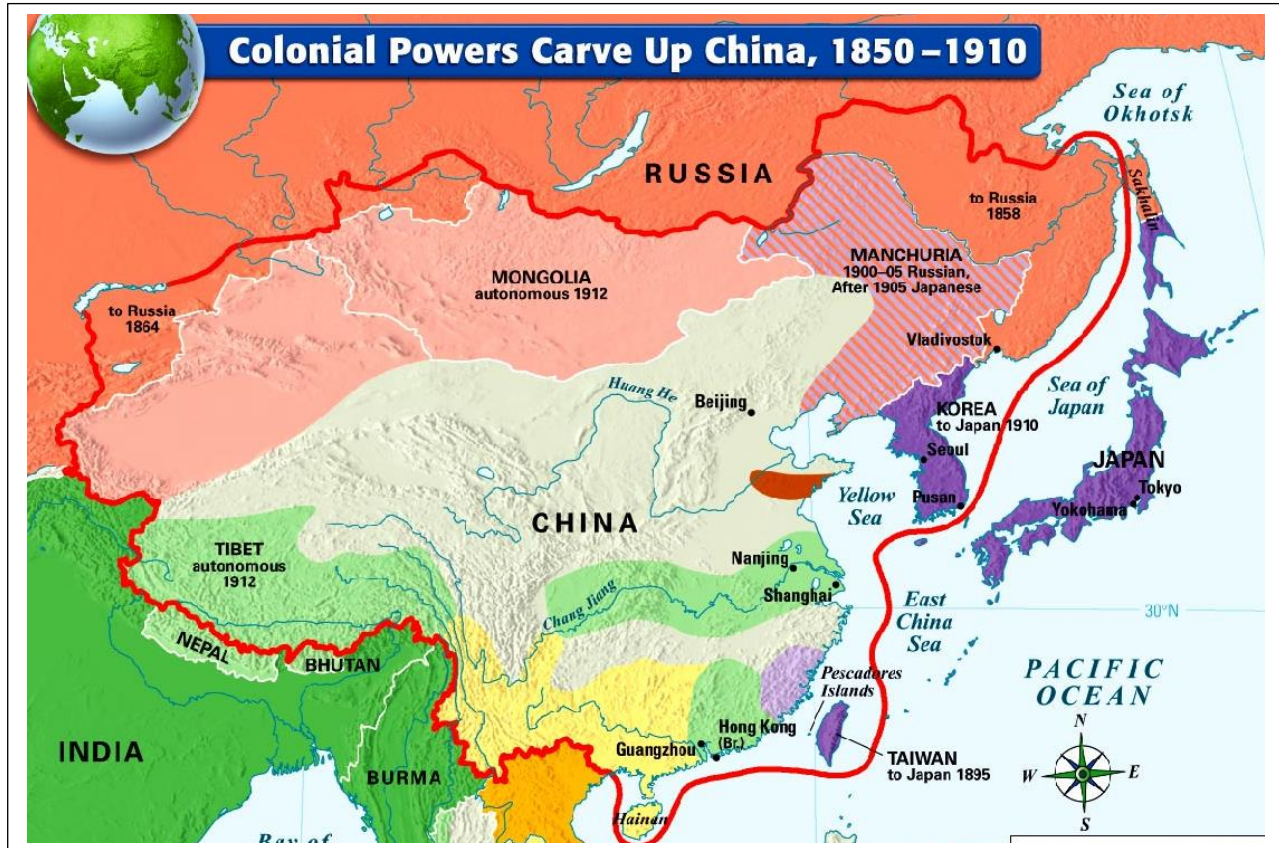 Colonial Powers Carve Up China, 1850–1910
Sea of
Okhotsk
RUSSIA
Sakhalin
to Russia
1858
MONGOLIA
autonomous 1912
MANCHURIA
1900–05 Russian,
After 1905 Japanese
to Russia
1864
Vladivostok
Huang He
Beijing
Sea of
Japan
KOREA
to Japan 1910
Seoul
JAPAN
Tokyo
Yokohama
Pusan
Yellow
Sea
CHINA
TIBET
autonomous
1912
Nanjing
Shanghai
Chang Jiang
East
China
Sea
30°N
NEPAL
BHUTAN
Pescadores
Islands
PACIFIC
OCEAN
INDIA
BURMA
Guangzhou
Hong Kong
(Br.)
TAIWAN
to Japan 1895
N
W
E
S
Hainan
Bay of